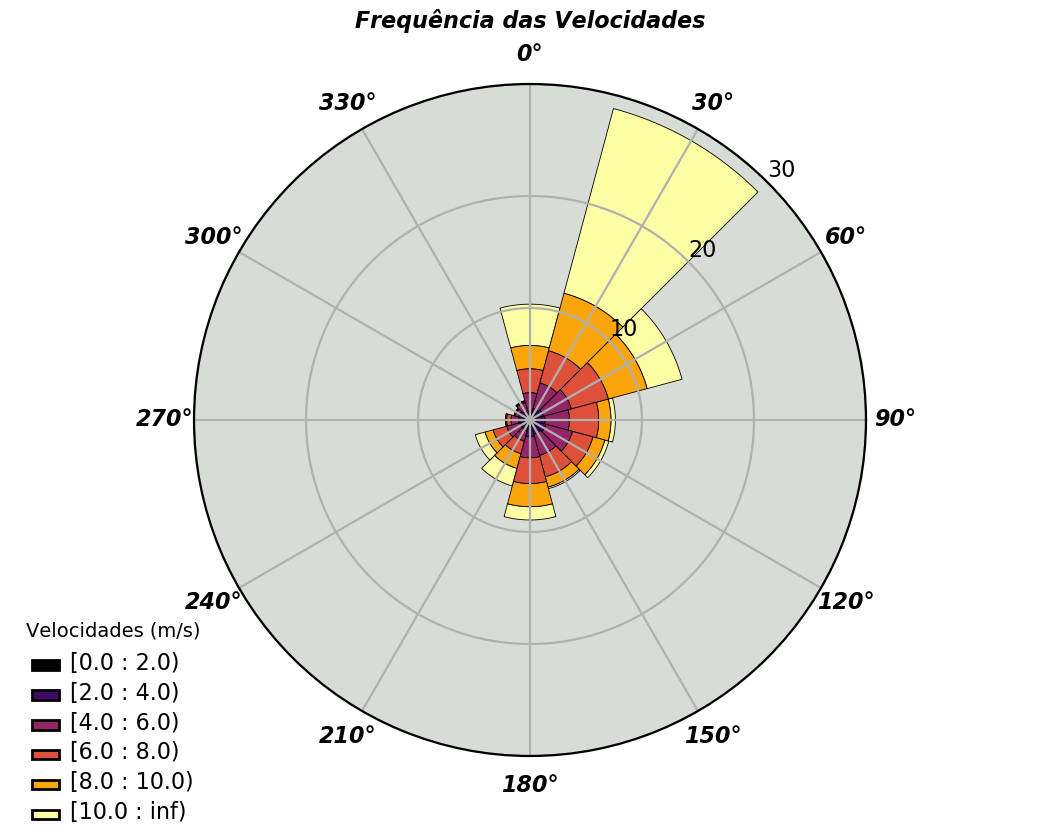 Frequência das Velocidades
0°
330°
30°
30
300°
60°
20
10
270°
90°
240°
120°
Velocidades (m/s)
[0.0 : 2.0)
[2.0 : 4.0)
[4.0 : 6.0)
[6.0 : 8.0)
[8.0 : 10.0)
[10.0 : inf)
210°
150°
180°